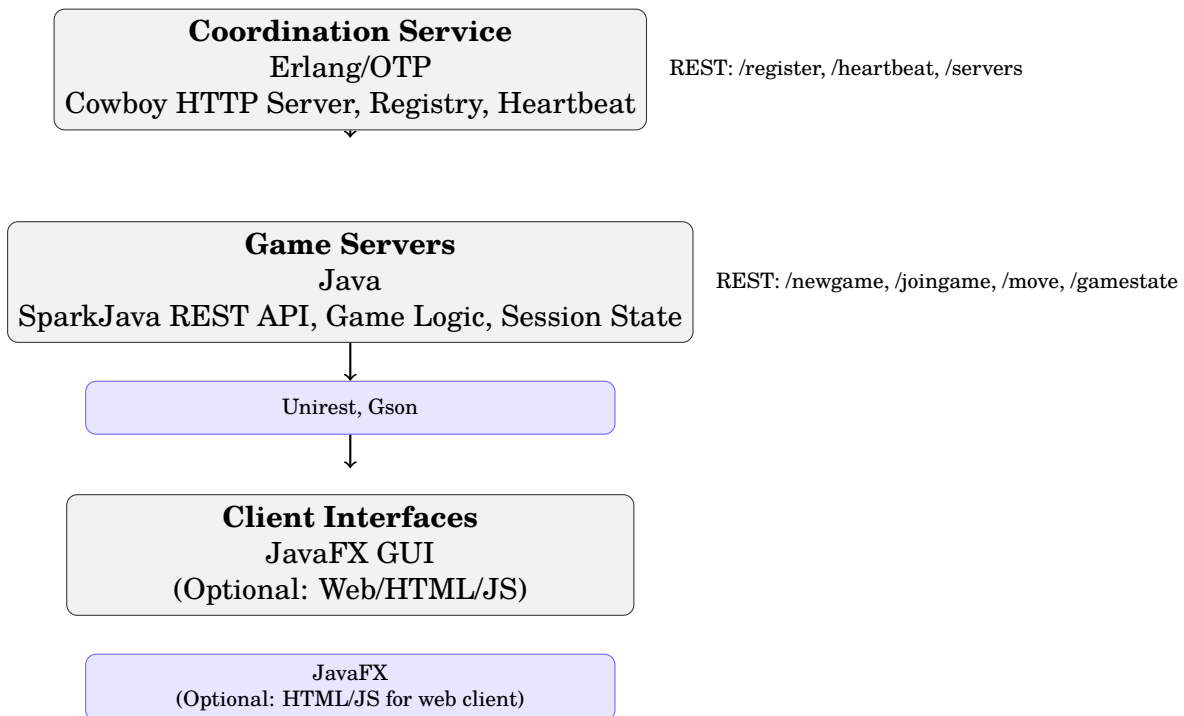 Coordination Service
Erlang/OTP
Cowboy HTTP Server, Registry, Heartbeat
REST: /register, /heartbeat, /servers
Game Servers
Java
SparkJava REST API, Game Logic, Session State
REST: /newgame, /joingame, /move, /gamestate
Unirest, Gson
Client Interfaces
JavaFX GUI
(Optional: Web/HTML/JS)
JavaFX
(Optional: HTML/JS for web client)